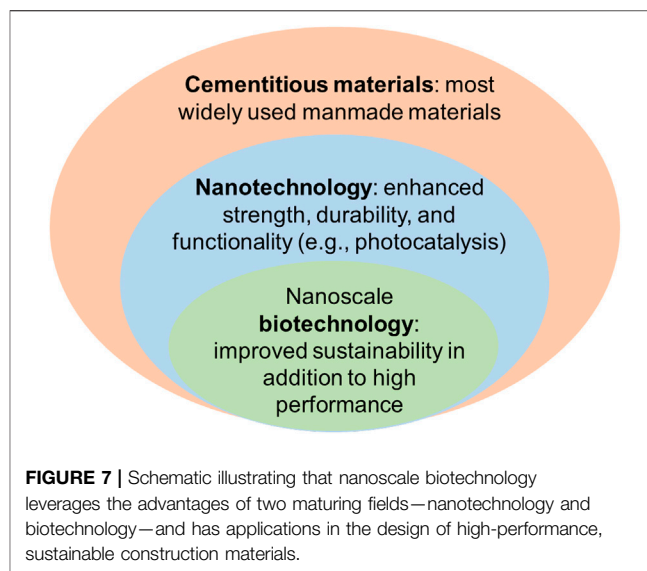 Cementitious materials: most
widely used manmade materials
Nanotechnology: enhanced
strength, durability, and
functionality (e.g., photocatalysis)
Nanoscale
biotechnology:
improved sustainability in
addition to high
performance
FIGURE 7 | Schematic illustrating that nanoscale biotechnology
leverages the advantages of two maturing fields—nanotechnology and
biotechnology—and has applications in the design of high-performance,
sustainable construction materials.